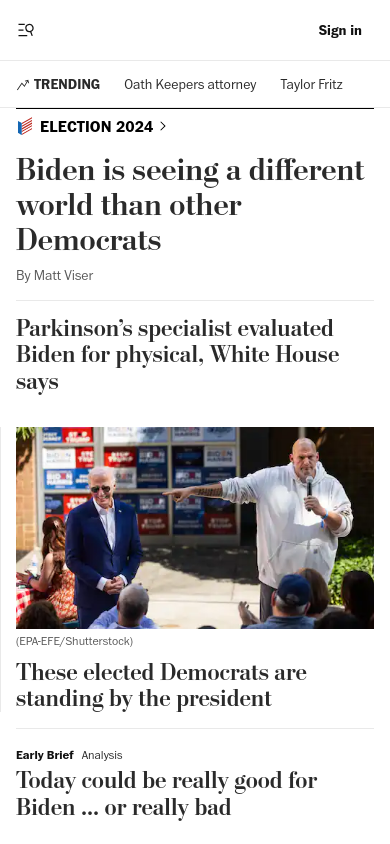 Sign in
TRENDING Oath Keepers attorney Taylor Fritz
ELECTION 2024
Biden is seeing a different
world than other
Democrats
By Matt Viser
Parkinson’s specialist evaluated
Biden for physical, White House
says
(EPA-EFE/Shutterstock)
These elected Democrats are
standing by the president
Early Brief Analysis
Today could be really good for
Biden ... or really bad